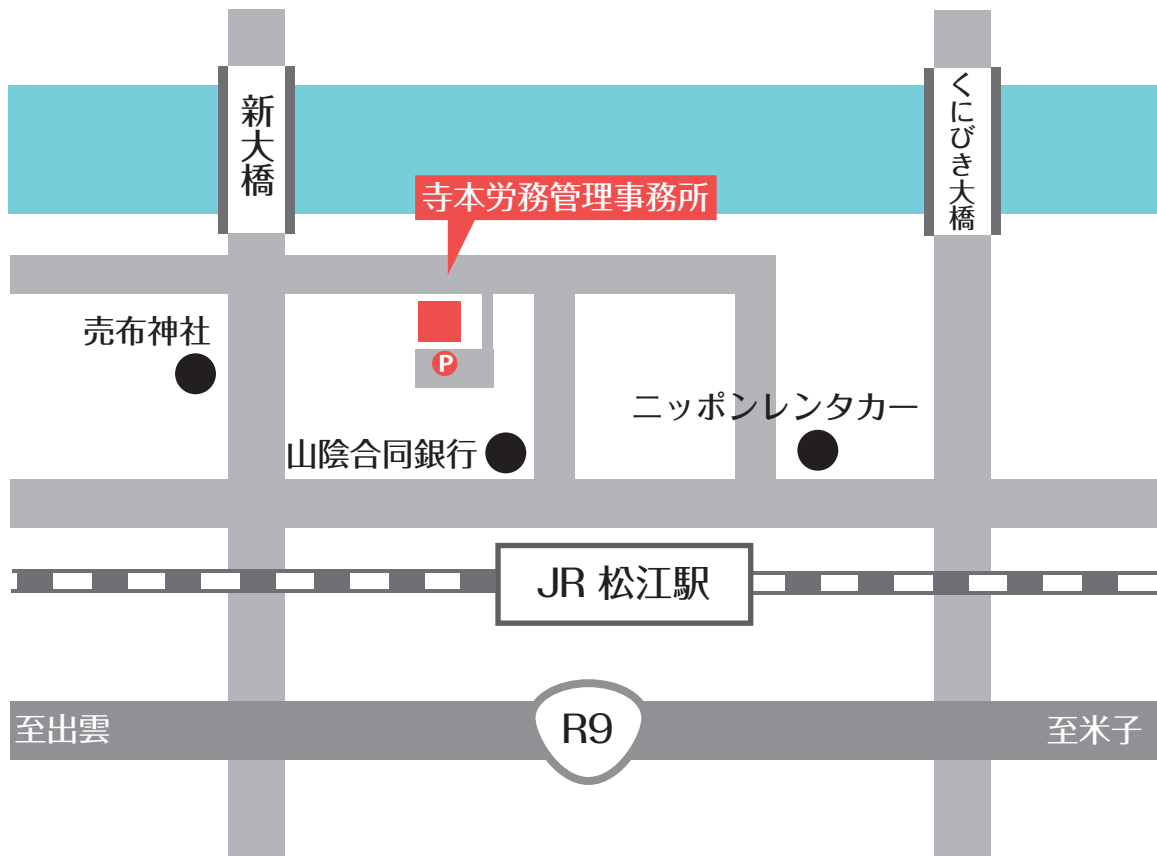 新大橋
くにびき大橋
寺本労務管理事務所
売布神社
P
ニッポンレンタカー
山陰合同銀行
JR 松江駅
至出雲
R9
至米子